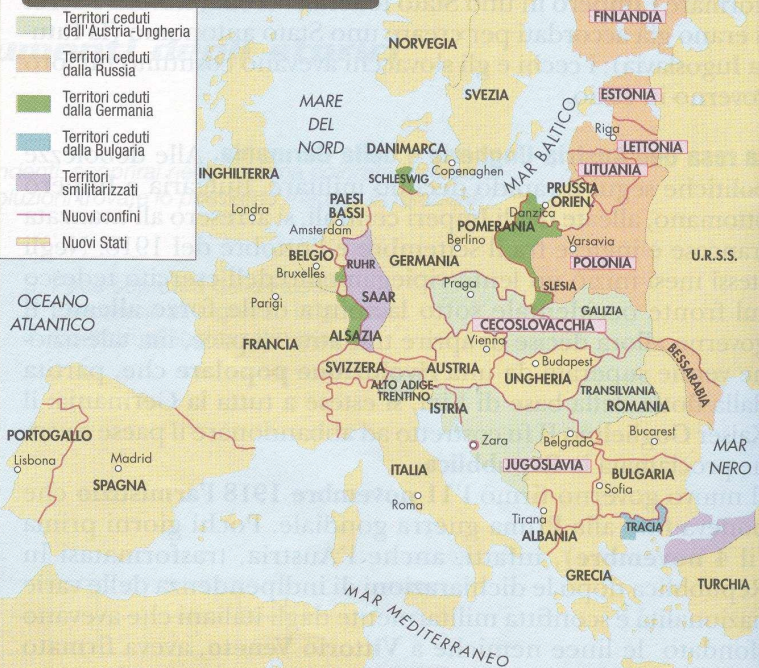 Territori ceduti
dall'Austria-Ungheria
Territori ceduti
dalla Russia
Territori ceduti
dalla Germania
Territori ceduti
dalla Bulgaria
Territori
smilitarizzati
Nuovi confini
Nuovi Stati
FINLANDIA
NORVEGIA
SVEZIA
ESTONIA
Riga
LETTONIA
LITUANIA
MARE
DEL
NORD
MAR BALTICO
DANIMARCA
Copenaghen
SCHLESWIG
INGHILTERRA
Londra
PAESI
BASSI
Amsterdam
PRUSSIA
ORIEN.
Danzica
POMERANIA
Berlino
Varsavia
POLONIA
U.R.S.S.
BELGIO
Bruxelles
RUHR
GERMANIA
SAAR
SLESIA
Praga
GALIZIA
OCEANO
ATLANTICO
Parigi
FRANCIA
ALSAZIA
CECOSLOVACCHIA
Vienna
SVIZZERA
AUSTRIA
Budapest
UNGHERIA
BESSARABIA
ALTO ADIGE-
TRENTINO
ISTRIA
TRANSILVANIA
ROMANIA
PORTOGALLO
Lisbona
Madrid
SPAGNA
Zara
Belgrado
Bucarest
MAR
NERO
ITALIA
Roma
JUGOSLAVIA
BULGARIA
Sofia
Tirana
ALBANIA
TRACIA
GRECIA
TURCHIA
MAR MEDITERRANEO